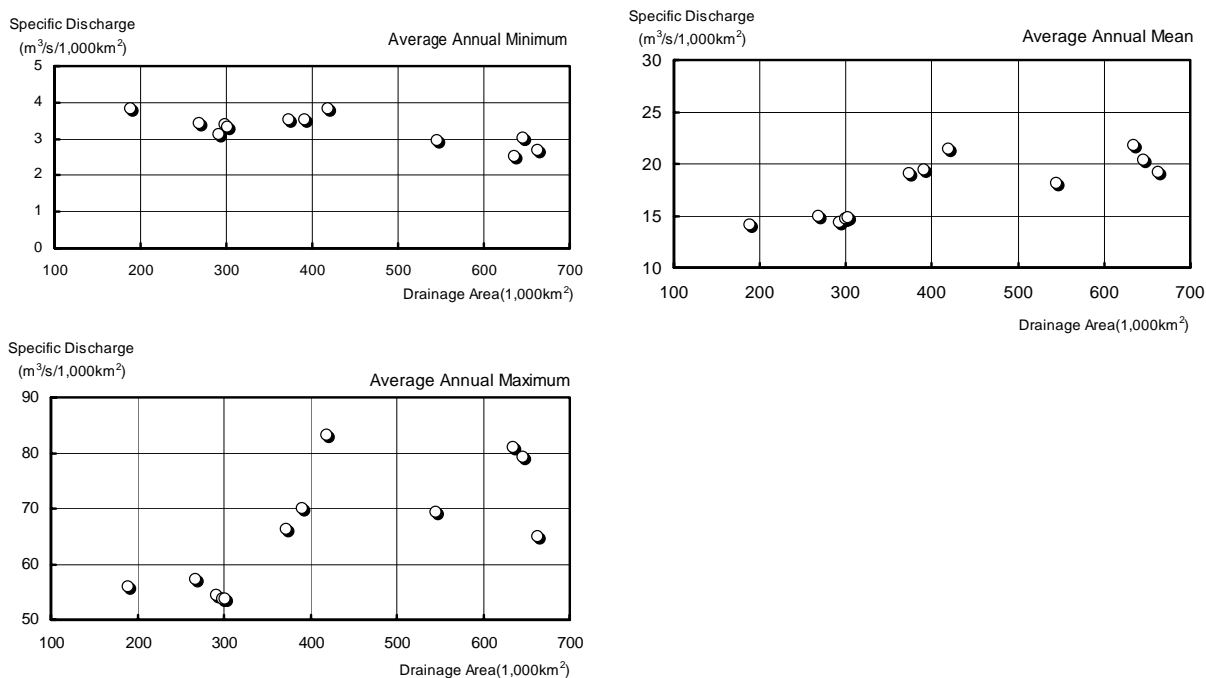 Specific Discharge
(m³/s/1,000km²)
Average Annual Minimum
5
4
3
2
1
0
100 200 300 400 500 600 700
Drainage Area(1,000km²)
Specific Discharge
(m³/s/1,000km²)
Average Annual Mean
30
25
20
15
10
100 200 300 400 500 600 700
Drainage Area(1,000km²)
Specific Discharge
(m³/s/1,000km²)
Average Annual Maximum
90
80
70
60
50
100 200 300 400 500 600 700
Drainage Area(1,000km²)